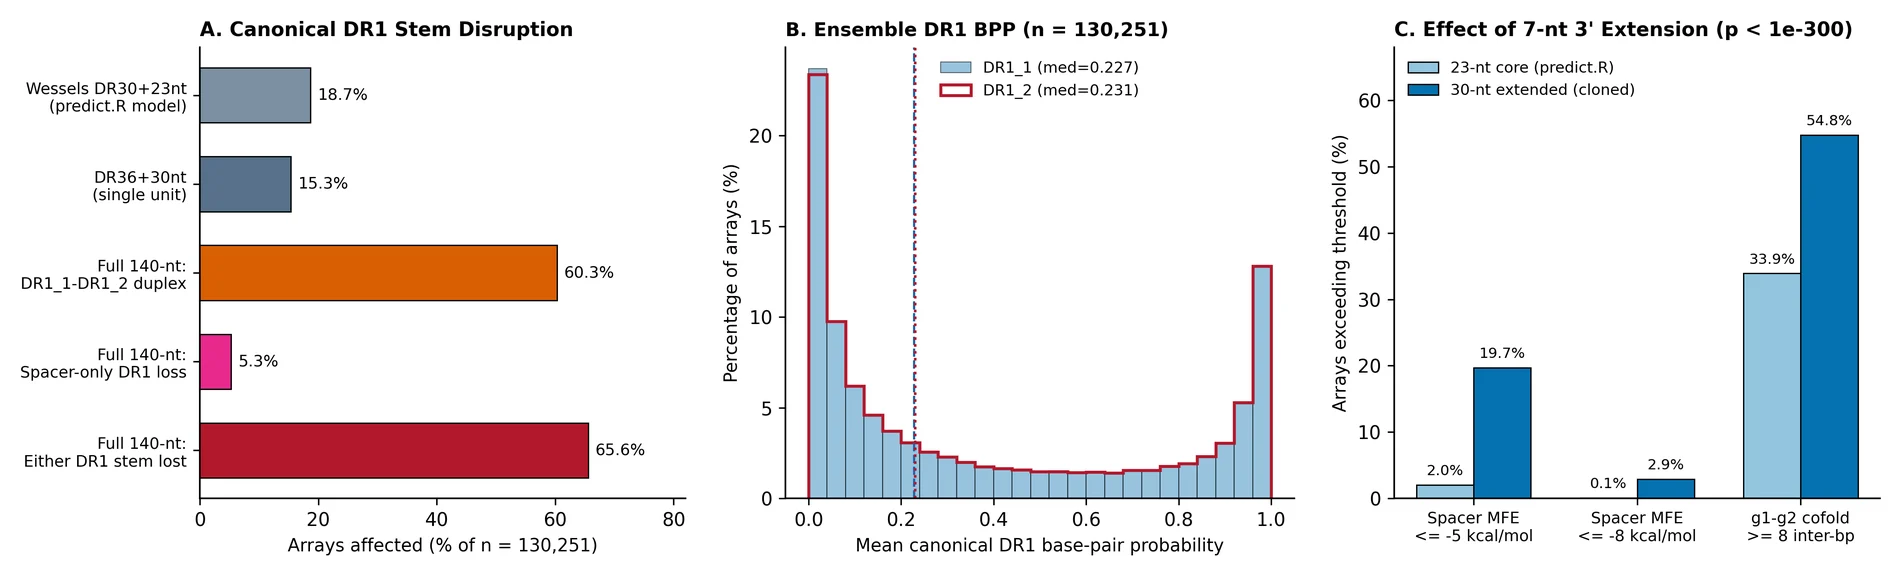 A. Canonical DR1 Stem Disruption
Wessels DR30+23nt
(predict.R model)
18.7%
DR36+30nt
(single unit)
15.3%
Full 140-nt:
DR1_1-DR1_2 duplex
60.3%
Full 140-nt:
Spacer-only DR1 loss
5.3%
Full 140-nt:
Either DR1 stem lost
65.6%
0 20 40 60 80
Arrays affected (% of n = 130,251)
B. Ensemble DR1 BPP (n = 130,251)
DR1_1 (med=0.227)
DR1_2 (med=0.231)
Percentage of arrays (%)
20
15
10
5
0
0.0 0.2 0.4 0.6 0.8 1.0
Mean canonical DR1 base-pair probability
C. Effect of 7-nt 3' Extension (p < 1e-300)
23-nt core (predict.R)
30-nt extended (cloned)
Arrays exceeding threshold (%)
60
50
40
30
20
10
0
2.0%
19.7%
0.1%
2.9%
33.9%
54.8%
Spacer MFE
<= -5 kcal/mol
Spacer MFE
<= -8 kcal/mol
g1-g2 cofold
>= 8 inter-bp